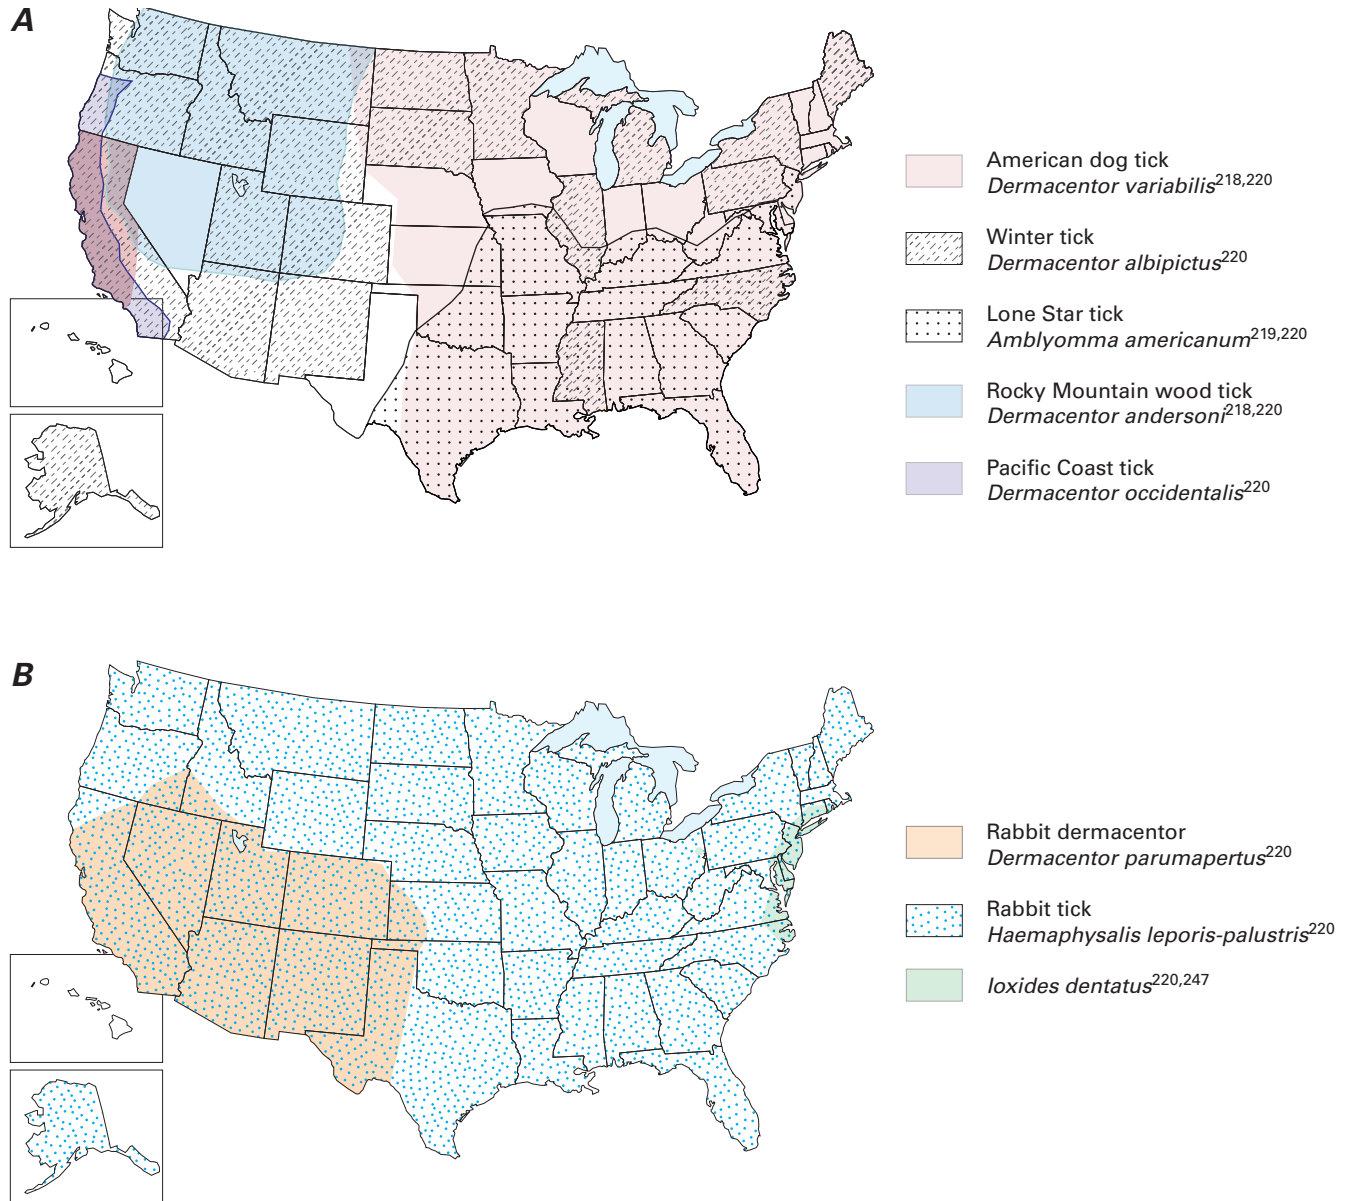 A
American dog tick
Dermacentor variabilis218,220
Winter tick
Dermacentor albipictus220
Lone Star tick
Amblyomma americanum219,220
Rocky Mountain wood tick
Dermacentor andersoni218,220
Pacific Coast tick
Dermacentor occidentalis220
B
Rabbit dermacentor
Dermacentor parumapertus220
Rabbit tick
Haemaphysalis leporis-palustris220
Ioxides dentatus220,247